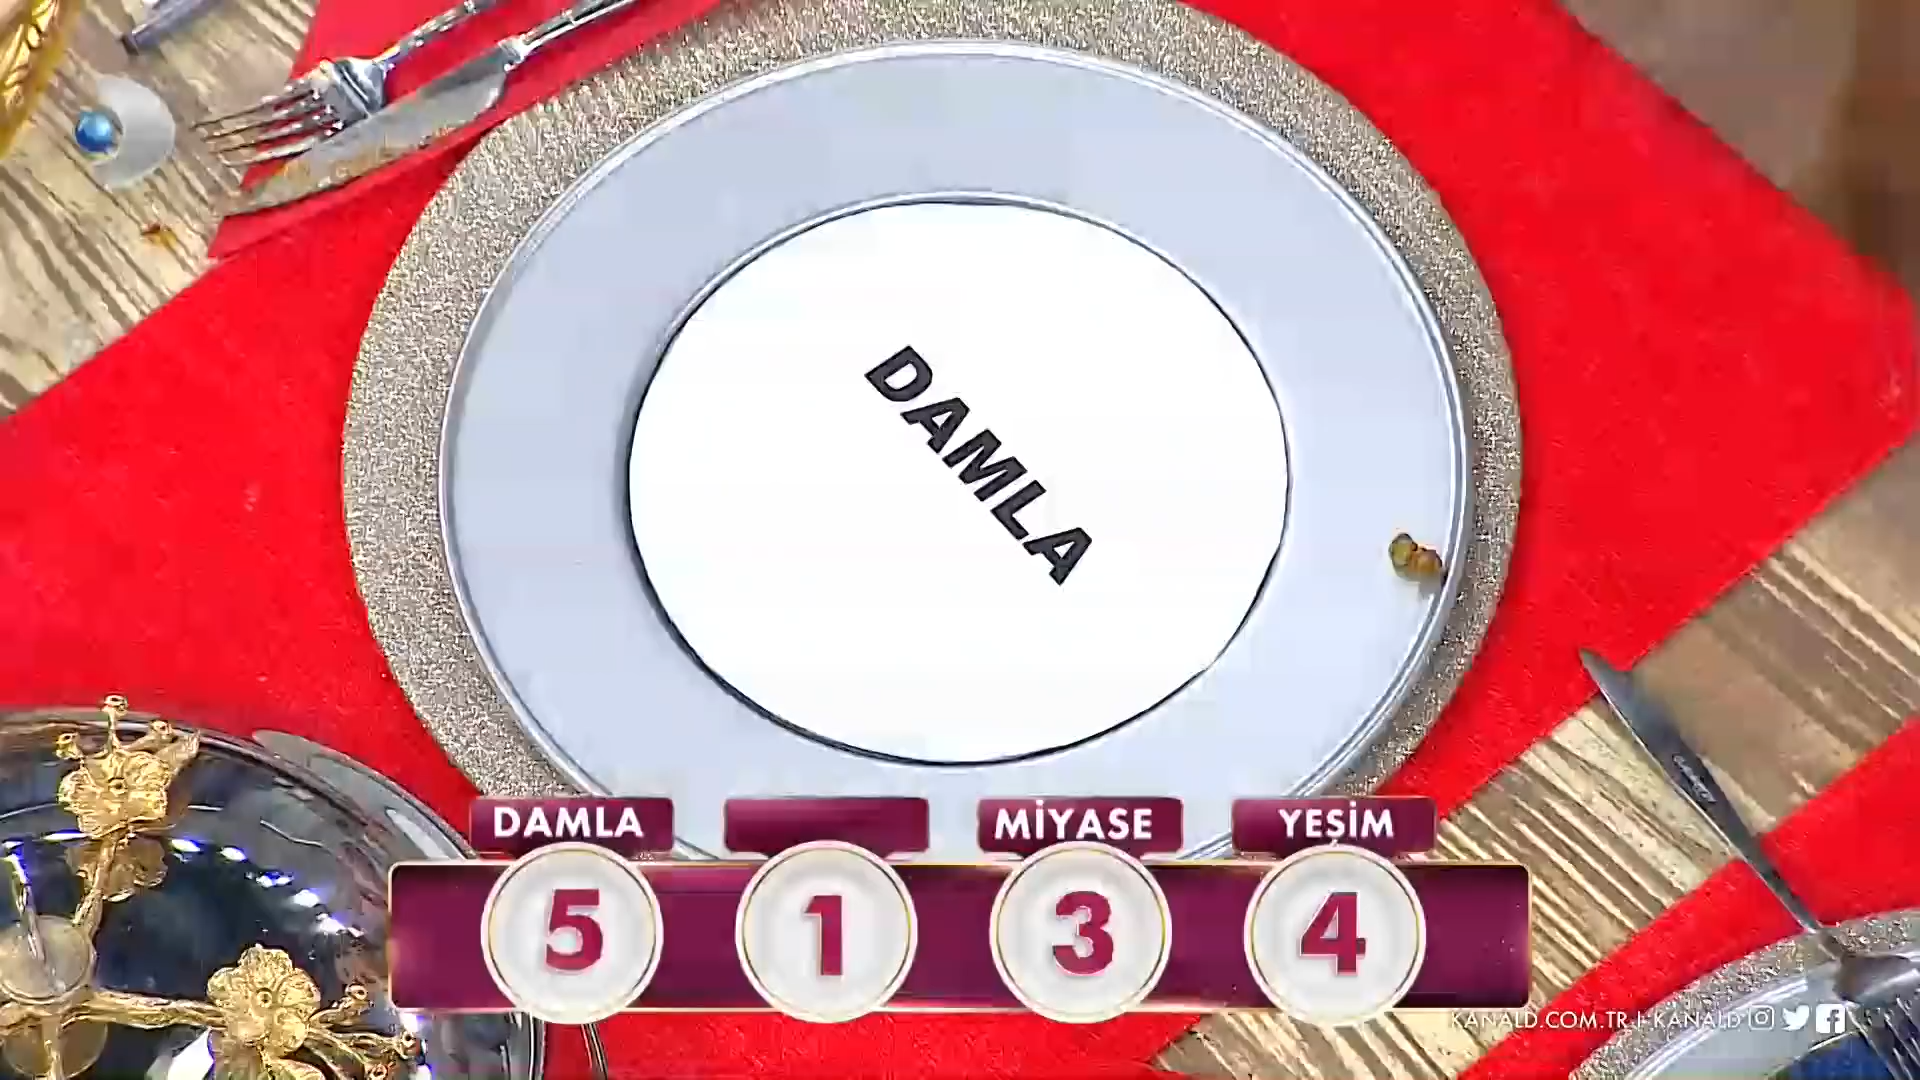 DAMLA
DAMLA
MİYASE
YEŞİM
5
1
3
4
KANALD.COM.TR | KANALD